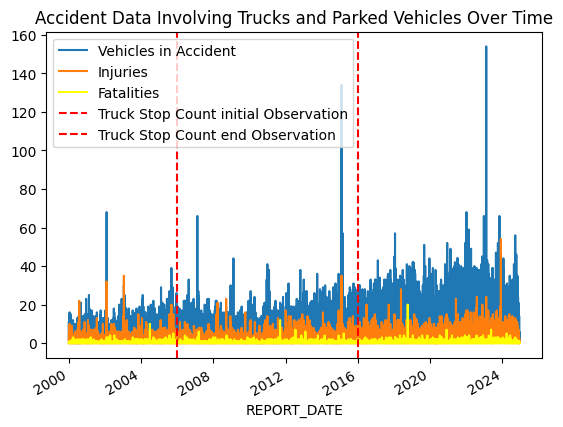 Accident Data Involving Trucks and Parked Vehicles Over Time
160
140
120
100
80
60
40
20
0
Vehicles in Accident
Injuries
Fatalities
Truck Stop Count initial Observation
Truck Stop Count end Observation
2000
2004
2008
2012
2016
2020
2024
REPORT_DATE